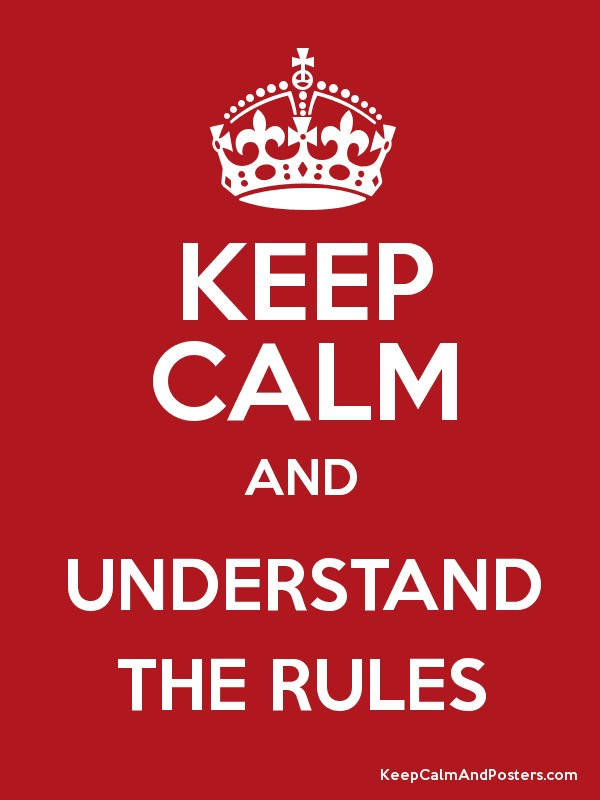 KEEP
CALM
AND
UNDERSTAND
THE RULES
KeepCalmAndPosters.com